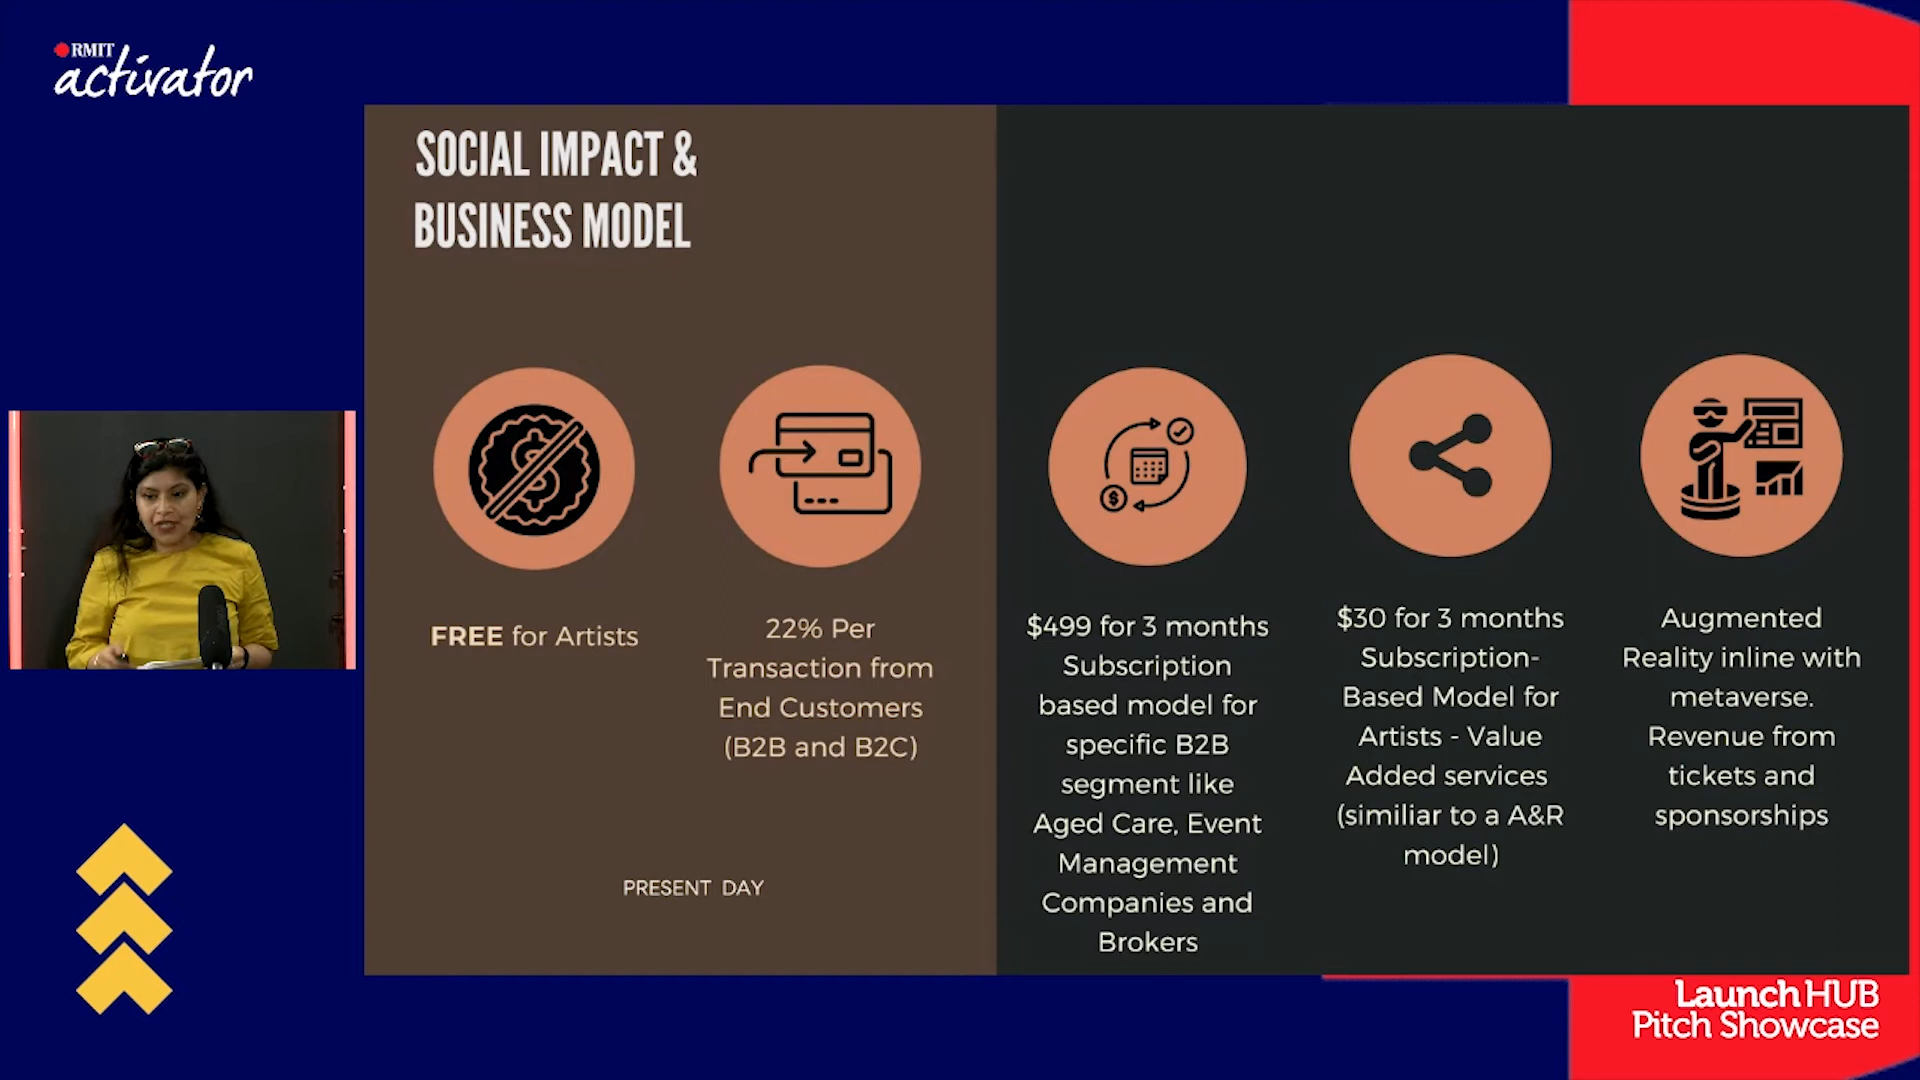 RMIT
activator
SOCIAL IMPACT &
BUSINESS MODEL
FREE for Artists
22% Per
Transaction from
End Customers
(B2B and B2C)
PRESENT DAY
$499 for 3 months
Subscription
based model for
specific B2B
segment like
Aged Care, Event
Management
Companies and
Brokers
$30 for 3 months
Subscription-
Based Model for
Artists - Value
Added services
(similiar to a A&R
model)
Augmented
Reality inline with
metaverse.
Revenue from
tickets and
sponsorships
Launch HUB
Pitch Showcase